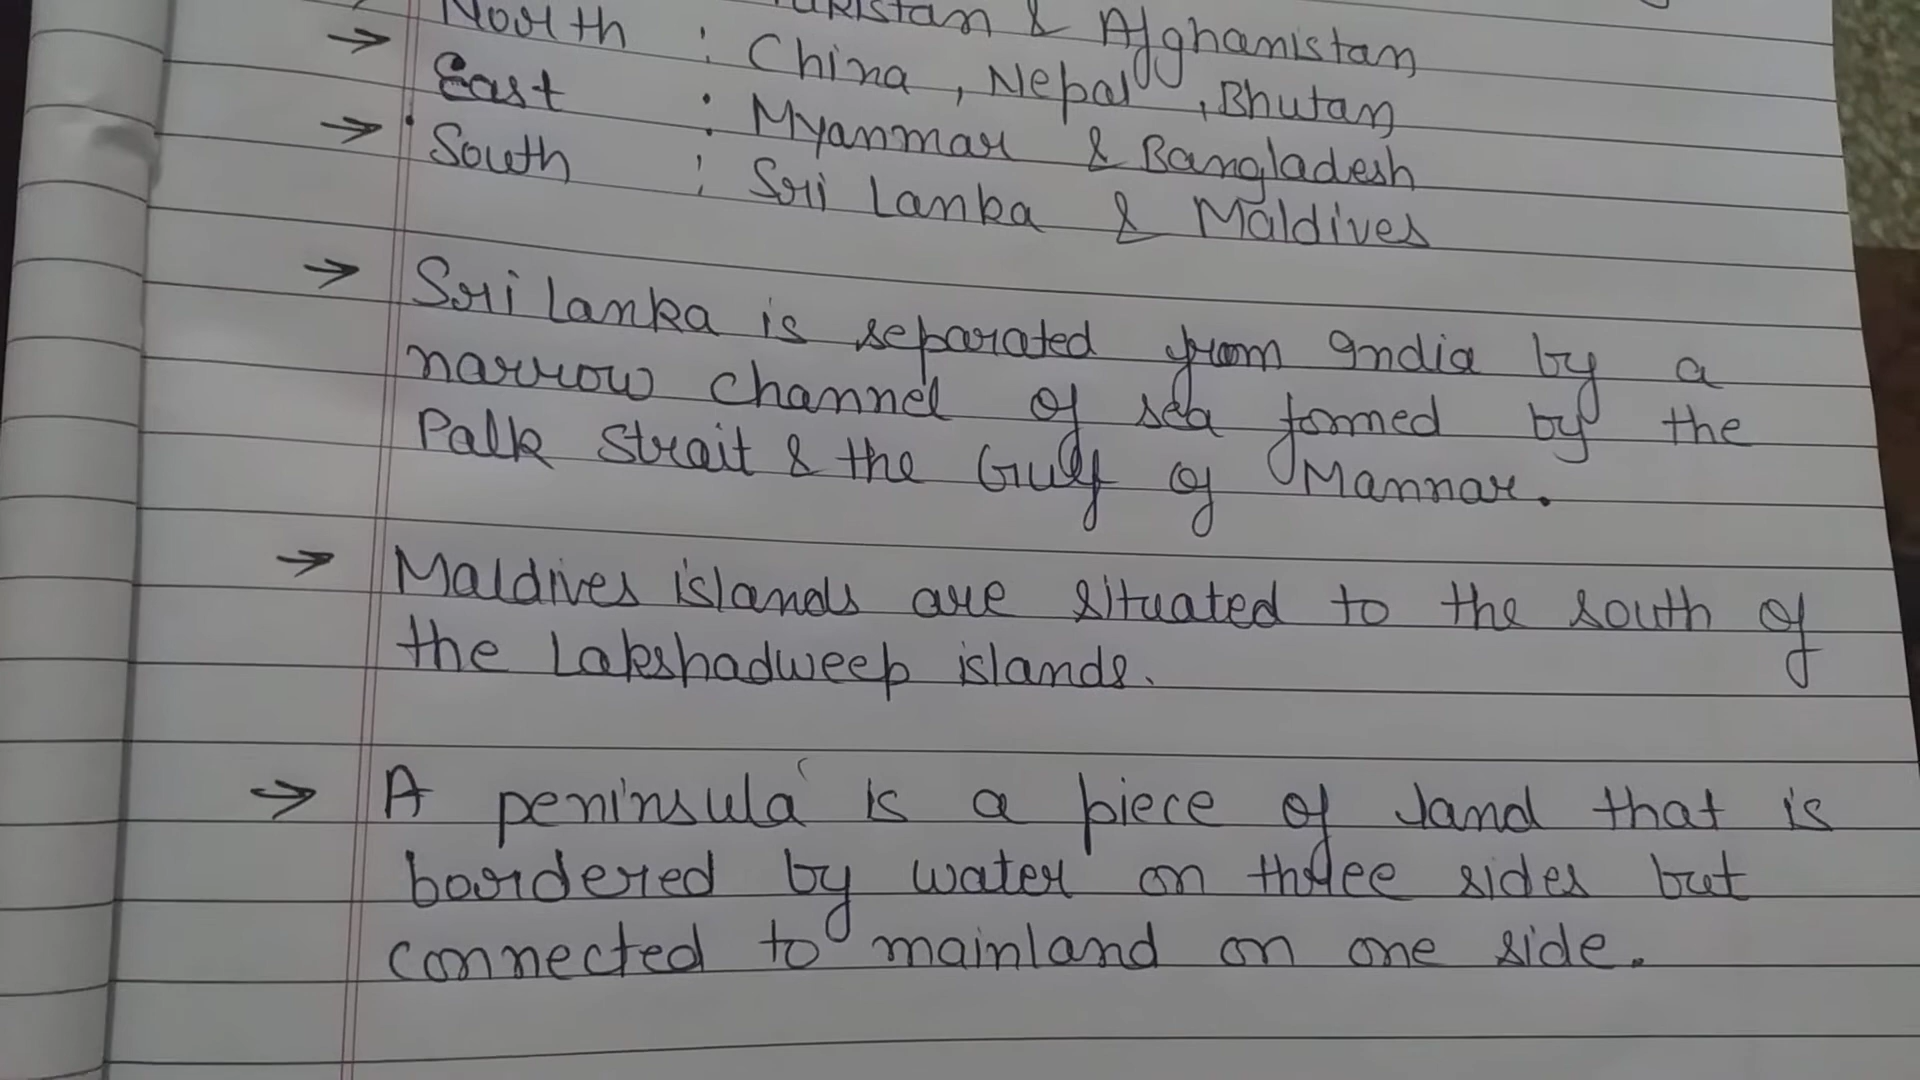 & Afghanistan
→ North : China, Nepal, Bhutan
East : Myanmar & Bangladesh
→ South : Sri Lanka & Maldives
→ Sri Lanka is separated from India by a
narrow channel of sea formed by the
Palk Strait & the Gulf of Mannar.
→ Maldives islands are situated to the south of
the Lakshadweep islands.
→ A peninsula is a piece of land that is
bordered by water on three sides but
connected to mainland on one side.